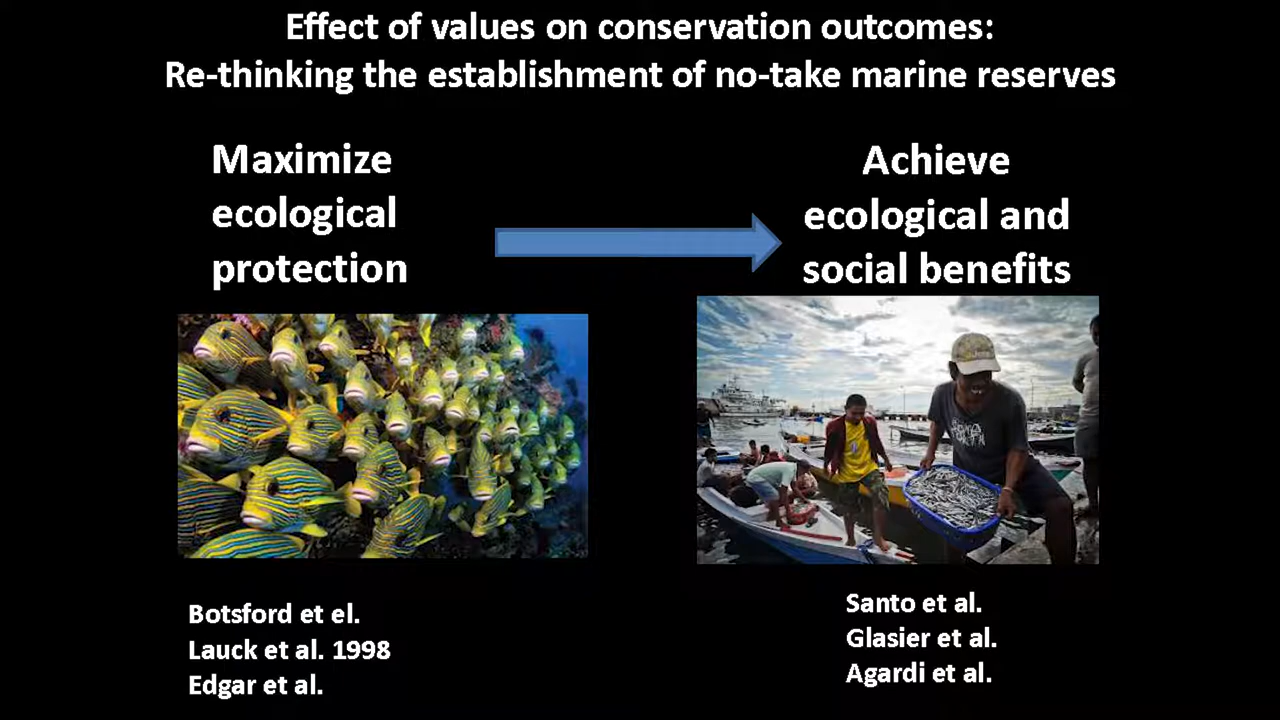 Effect of values on conservation outcomes:
Re-thinking the establishment of no-take marine reserves
Maximize
ecological
protection
Achieve
ecological and
social benefits
Botsford et el.
Lauck et al. 1998
Edgar et al.
Santo et al.
Glasier et al.
Agardi et al.